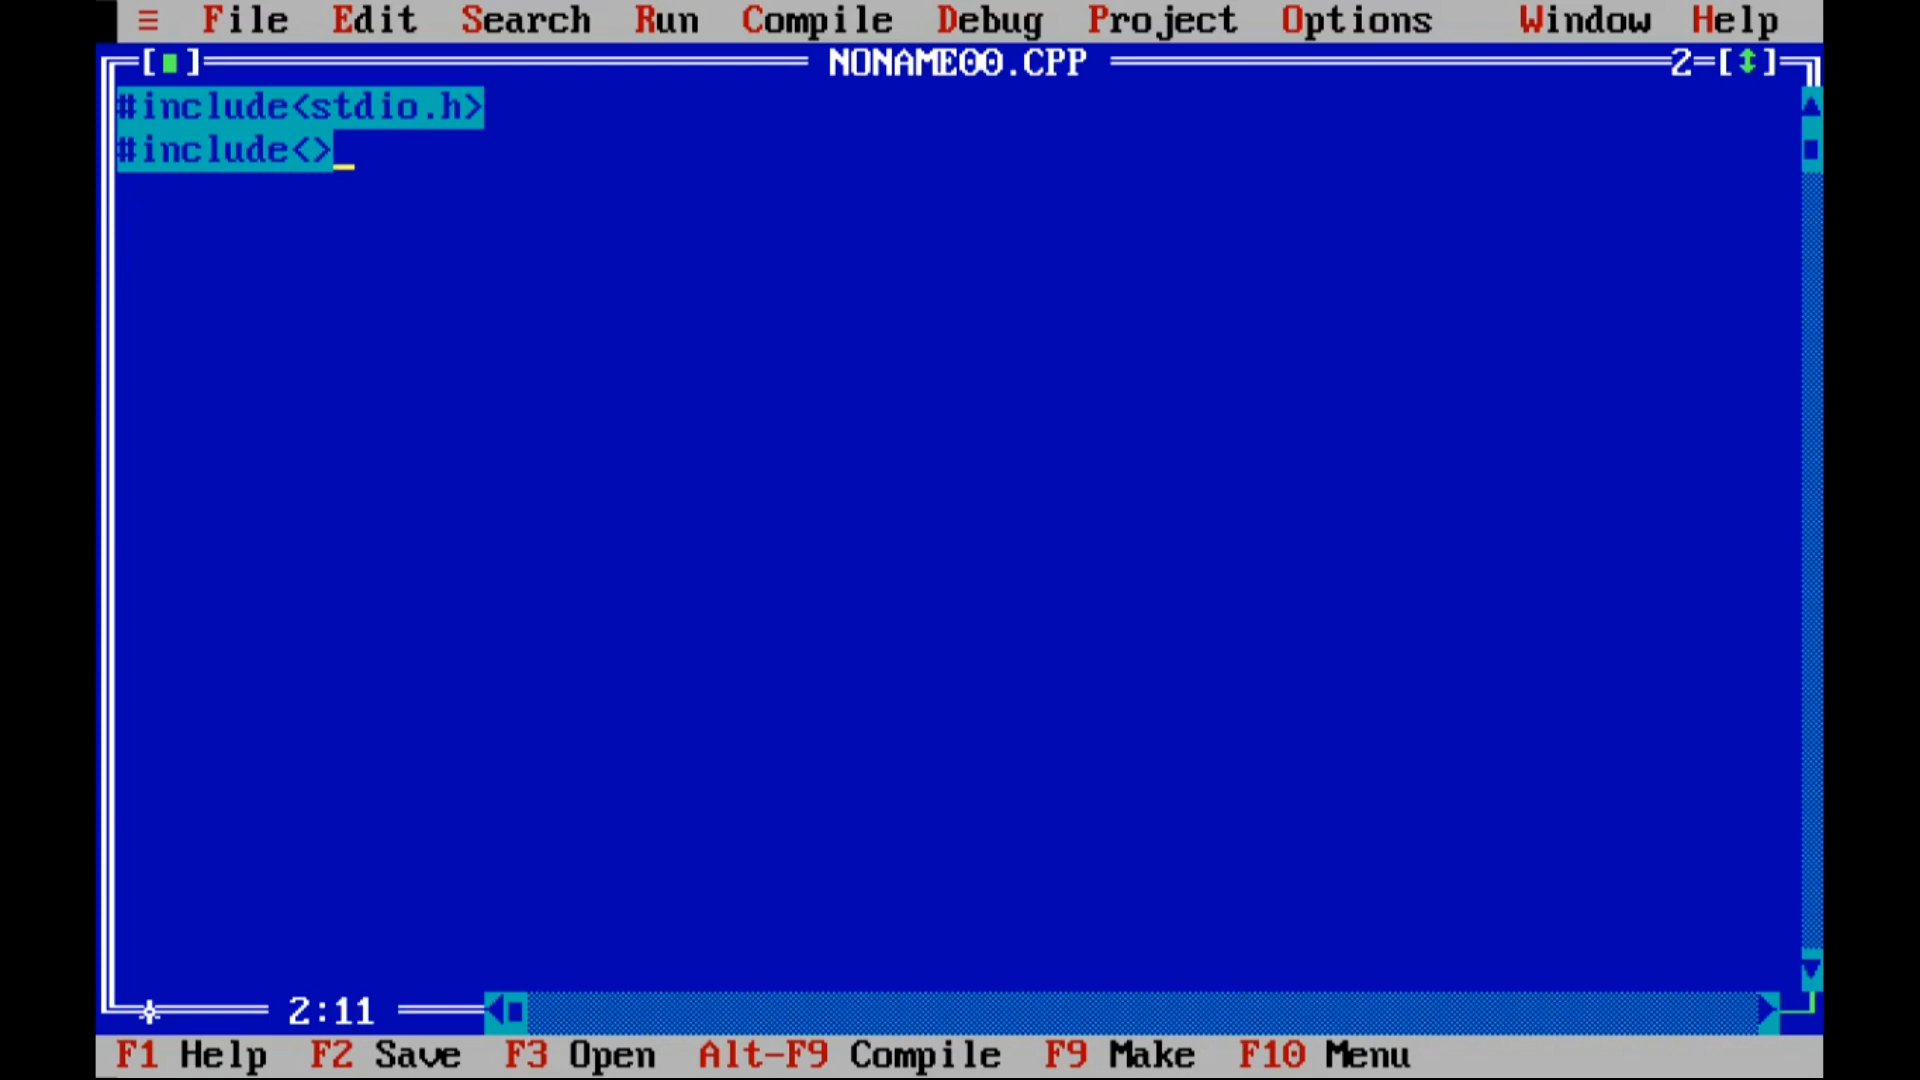 ≡ File Edit Search Run Compile Debug Project Options Window Help
[■] NONAME00.CPP 2=[↕]
#include<stdio.h>
#include<>_
2:11
F1 Help F2 Save F3 Open Alt-F9 Compile F9 Make F10 Menu